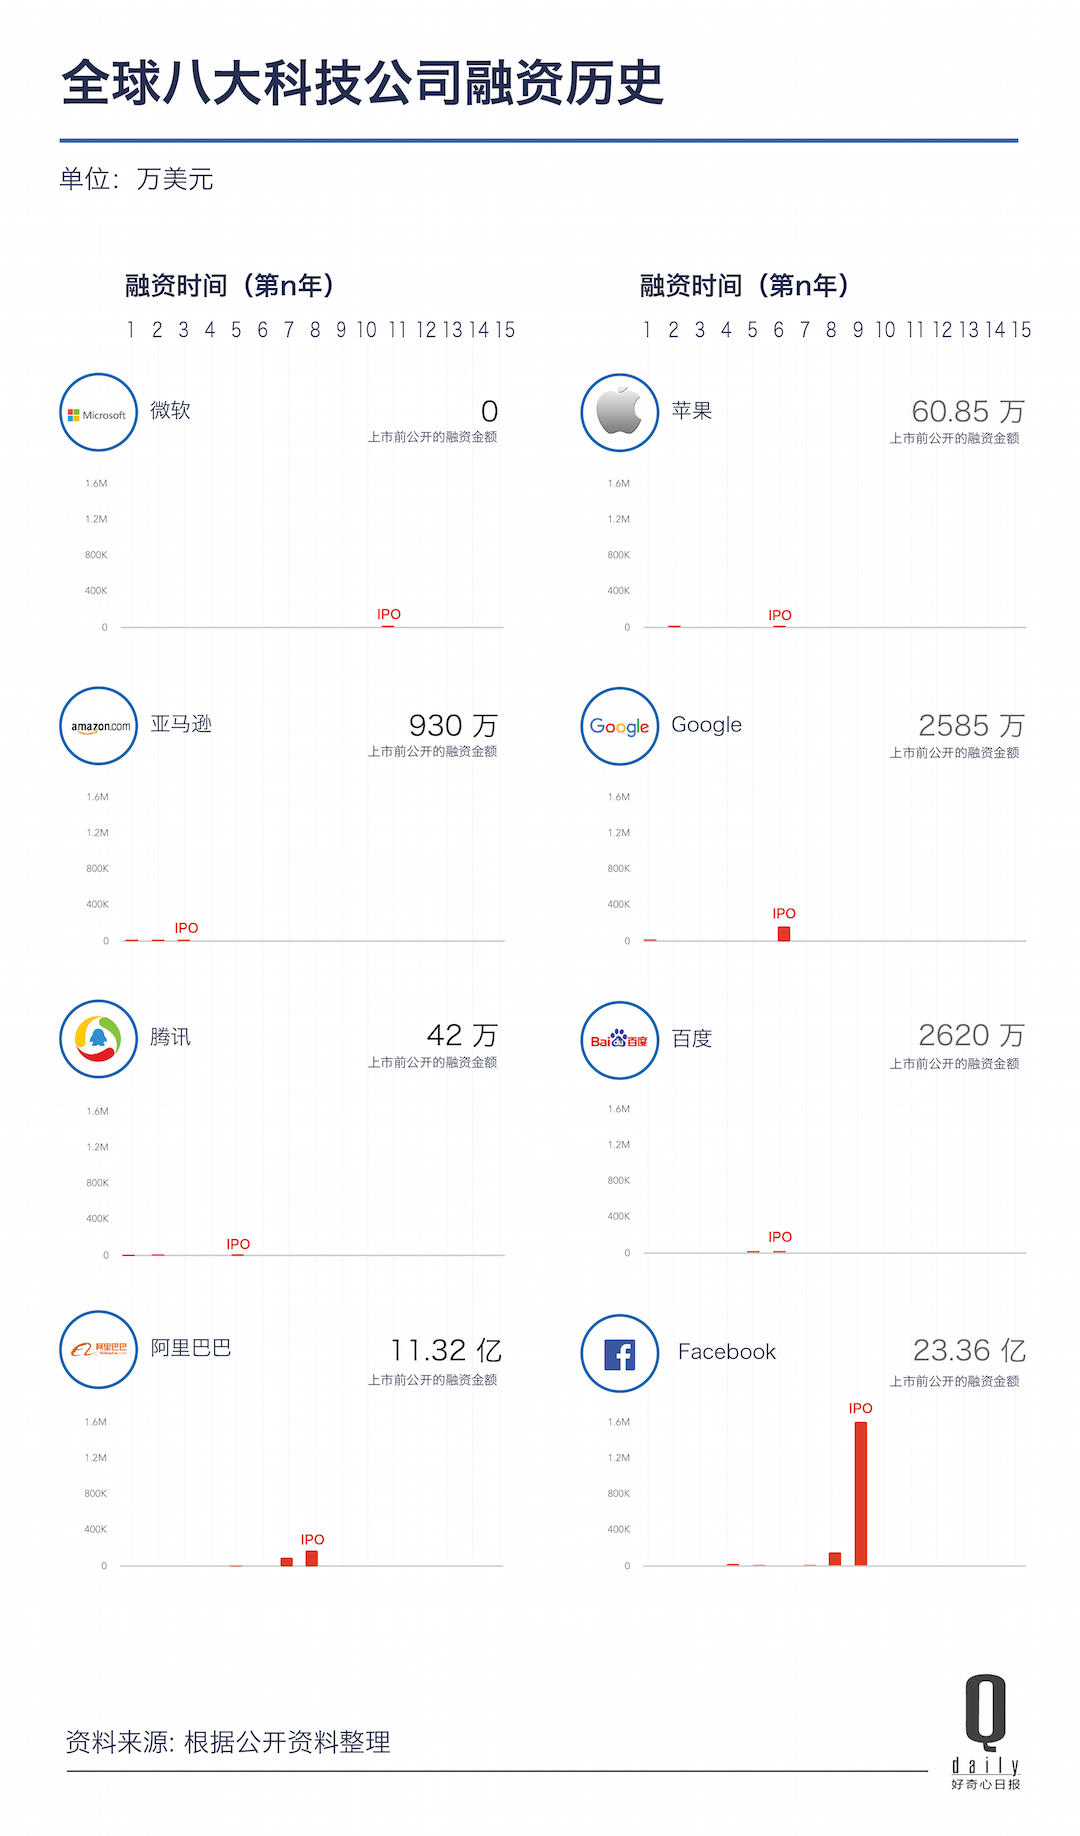 全球八大科技公司融资历史
单位：万美元
融资时间（第n年）
1 2 3 4 5 6 7 8 9 10 11 12 13 14 15
融资时间（第n年）
1 2 3 4 5 6 7 8 9 10 11 12 13 14 15
Microsoft
微软
0
上市前公开的融资金额
1.6M
1.2M
800K
400K
0
IPO
苹果
60.85 万
上市前公开的融资金额
1.6M
1.2M
800K
400K
0
IPO
amazon.com
亚马逊
930 万
上市前公开的融资金额
1.6M
1.2M
800K
400K
0
IPO
Google
Google
2585 万
上市前公开的融资金额
1.6M
1.2M
800K
400K
0
IPO
腾讯
42 万
上市前公开的融资金额
1.6M
1.2M
800K
400K
0
IPO
Bai百度
百度
2620 万
上市前公开的融资金额
1.6M
1.2M
800K
400K
0
IPO
阿里巴巴
Alibaba.com
阿里巴巴
11.32 亿
上市前公开的融资金额
1.6M
1.2M
800K
400K
0
IPO
f
Facebook
23.36 亿
上市前公开的融资金额
1.6M
1.2M
800K
400K
0
IPO
资料来源: 根据公开资料整理
Q
daily
好奇心日报